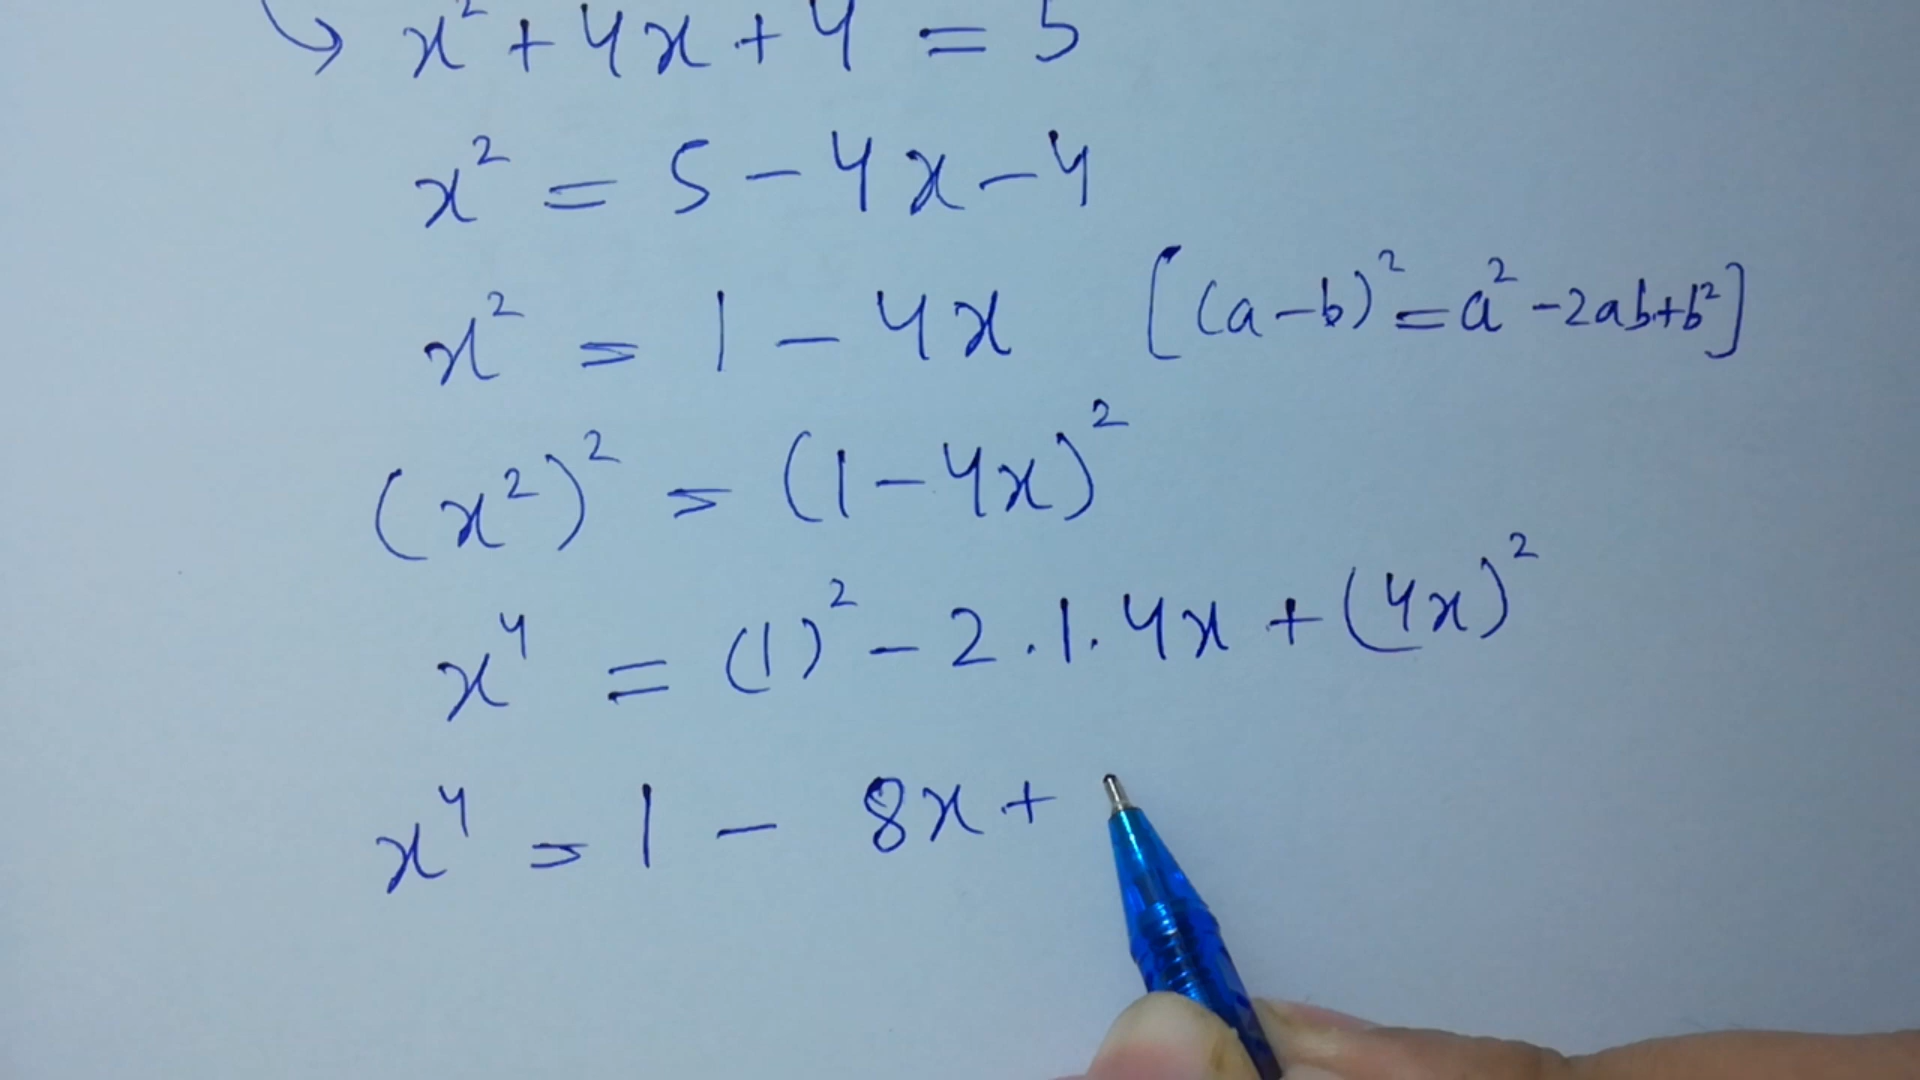 x² + 4x + 4 = 5
x² = 5 - 4x - 4
x² = 1 - 4x [(a-b)² = a² - 2ab + b²]
(x²)² = (1 - 4x)²
x⁴ = (1)² - 2 . 1 . 4x + (4x)²
x⁴ = 1 - 8x +